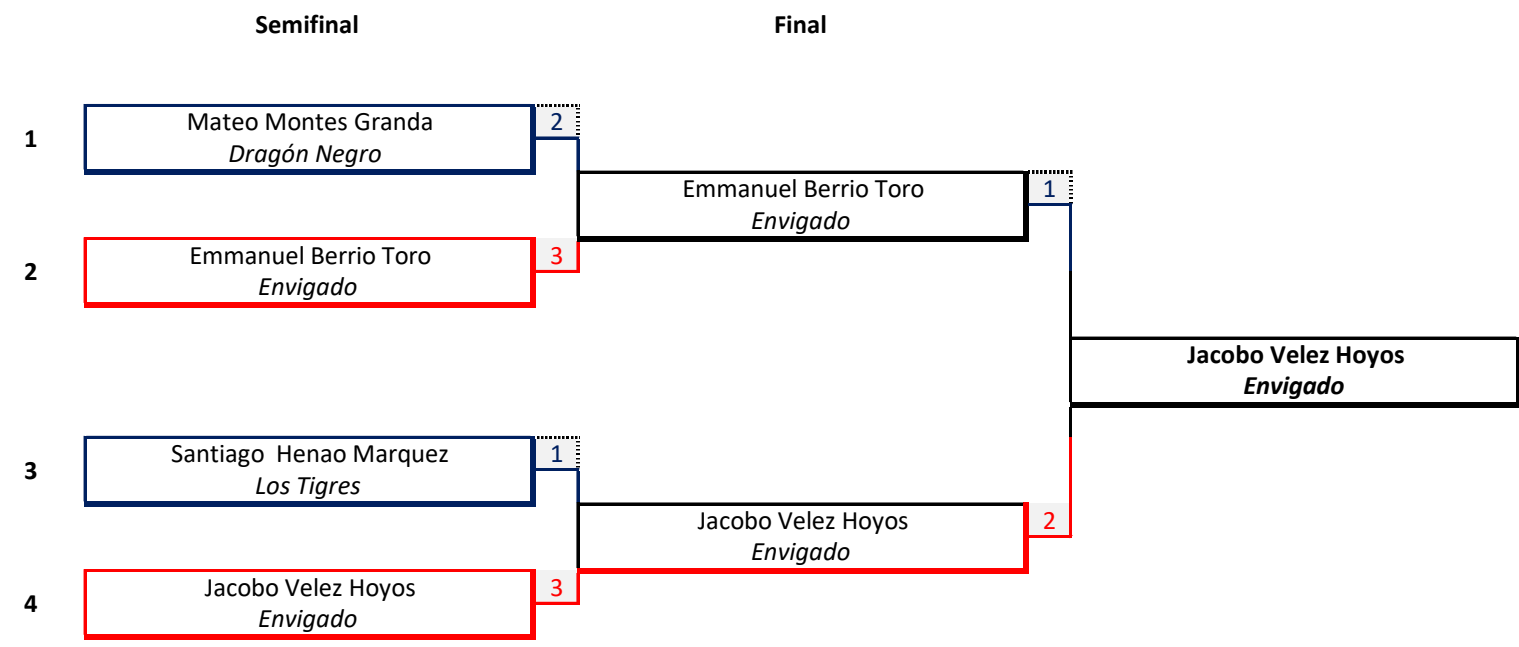 Semifinal Final
1 Mateo Montes Granda 2
Dragón Negro
Emmanuel Berrio Toro 1
Envigado
2 Emmanuel Berrio Toro 3
Envigado
Jacobo Velez Hoyos
Envigado
3 Santiago  Henao Marquez 1
Los Tigres
Jacobo Velez Hoyos 2
Envigado
4 Jacobo Velez Hoyos 3
Envigado